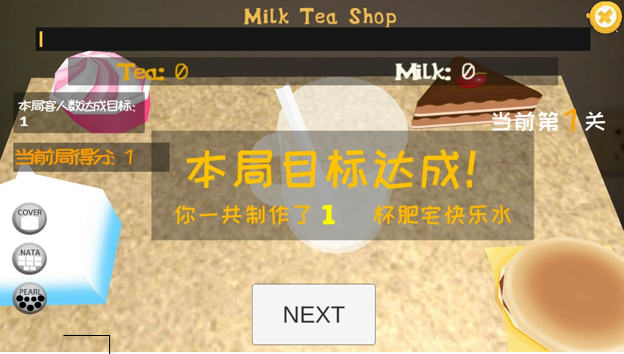 Milk Tea Shop
Tea: 0
Milk: 0
本局客人数达成目标:
1
当前第1关
当前局得分: 1
本局目标达成!
你一共制作了 1 杯肥宅快乐水
COVER
NATA
PEARL
NEXT